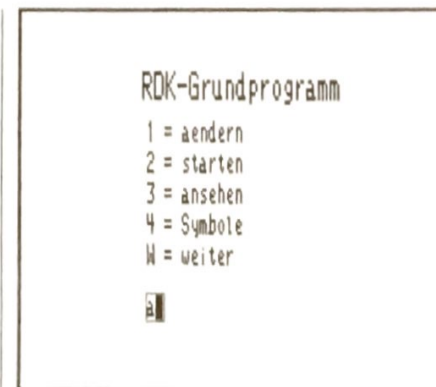 RDK-Grundprogramm
1 = aendern
2 = starten
3 = ansehen
4 = Symbole
W = weiter
a